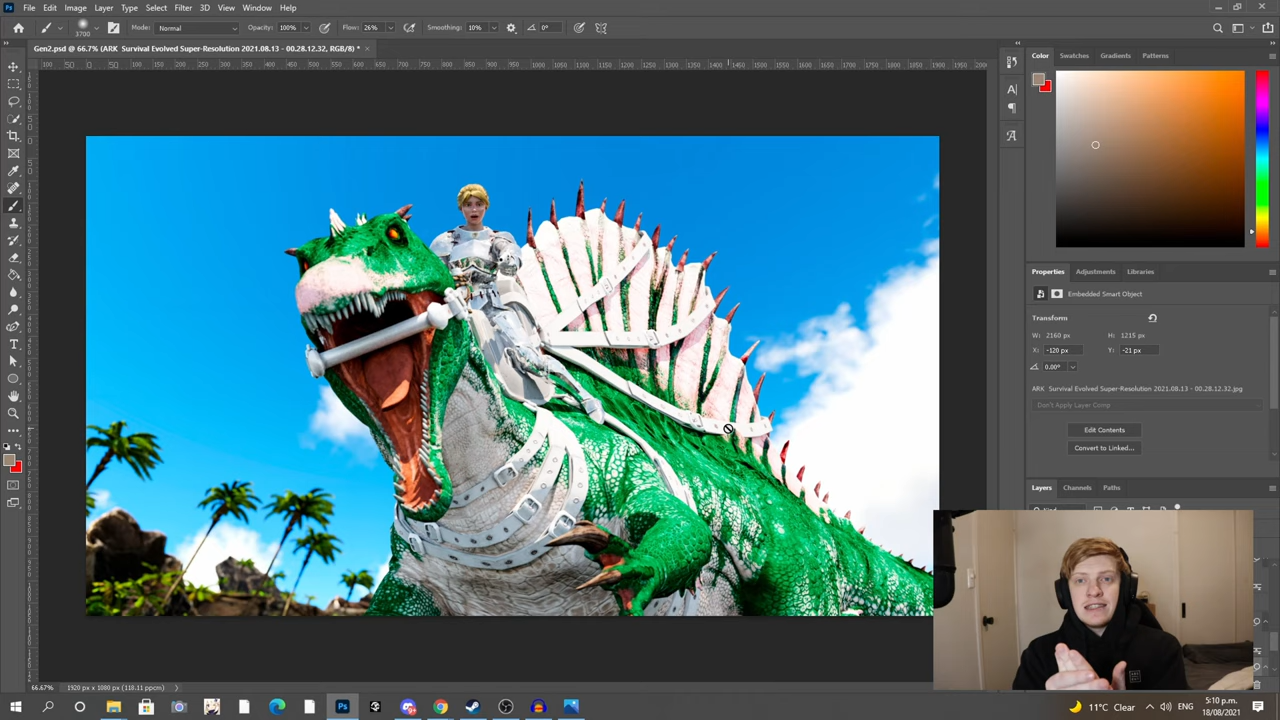 File Edit Image Layer Type Select Filter 3D View Window Help
3700 Mode: Normal Opacity: 100% Flow: 26% Smoothing: 10% 0°
Gen2.psd @ 66.7% (ARK Survival Evolved Super-Resolution 2021.08.13 - 00.28.12.32, RGB/8) *
Color Swatches Gradients Patterns
Properties Adjustments Libraries
Embedded Smart Object
Transform
W: 2160 px H: 1215 px
X: -120 px Y: -21 px
0.00°
ARK Survival Evolved Super-Resolution 2021.08.13 - 00.28.12.32.jpg
Don't Apply Layer Comp
Edit Contents
Convert to Linked...
Layers Channels Paths
66.67% 1920 px x 1080 px (118.11 ppcm)
11°C Clear ENG 5:10 p.m.
18/08/2021